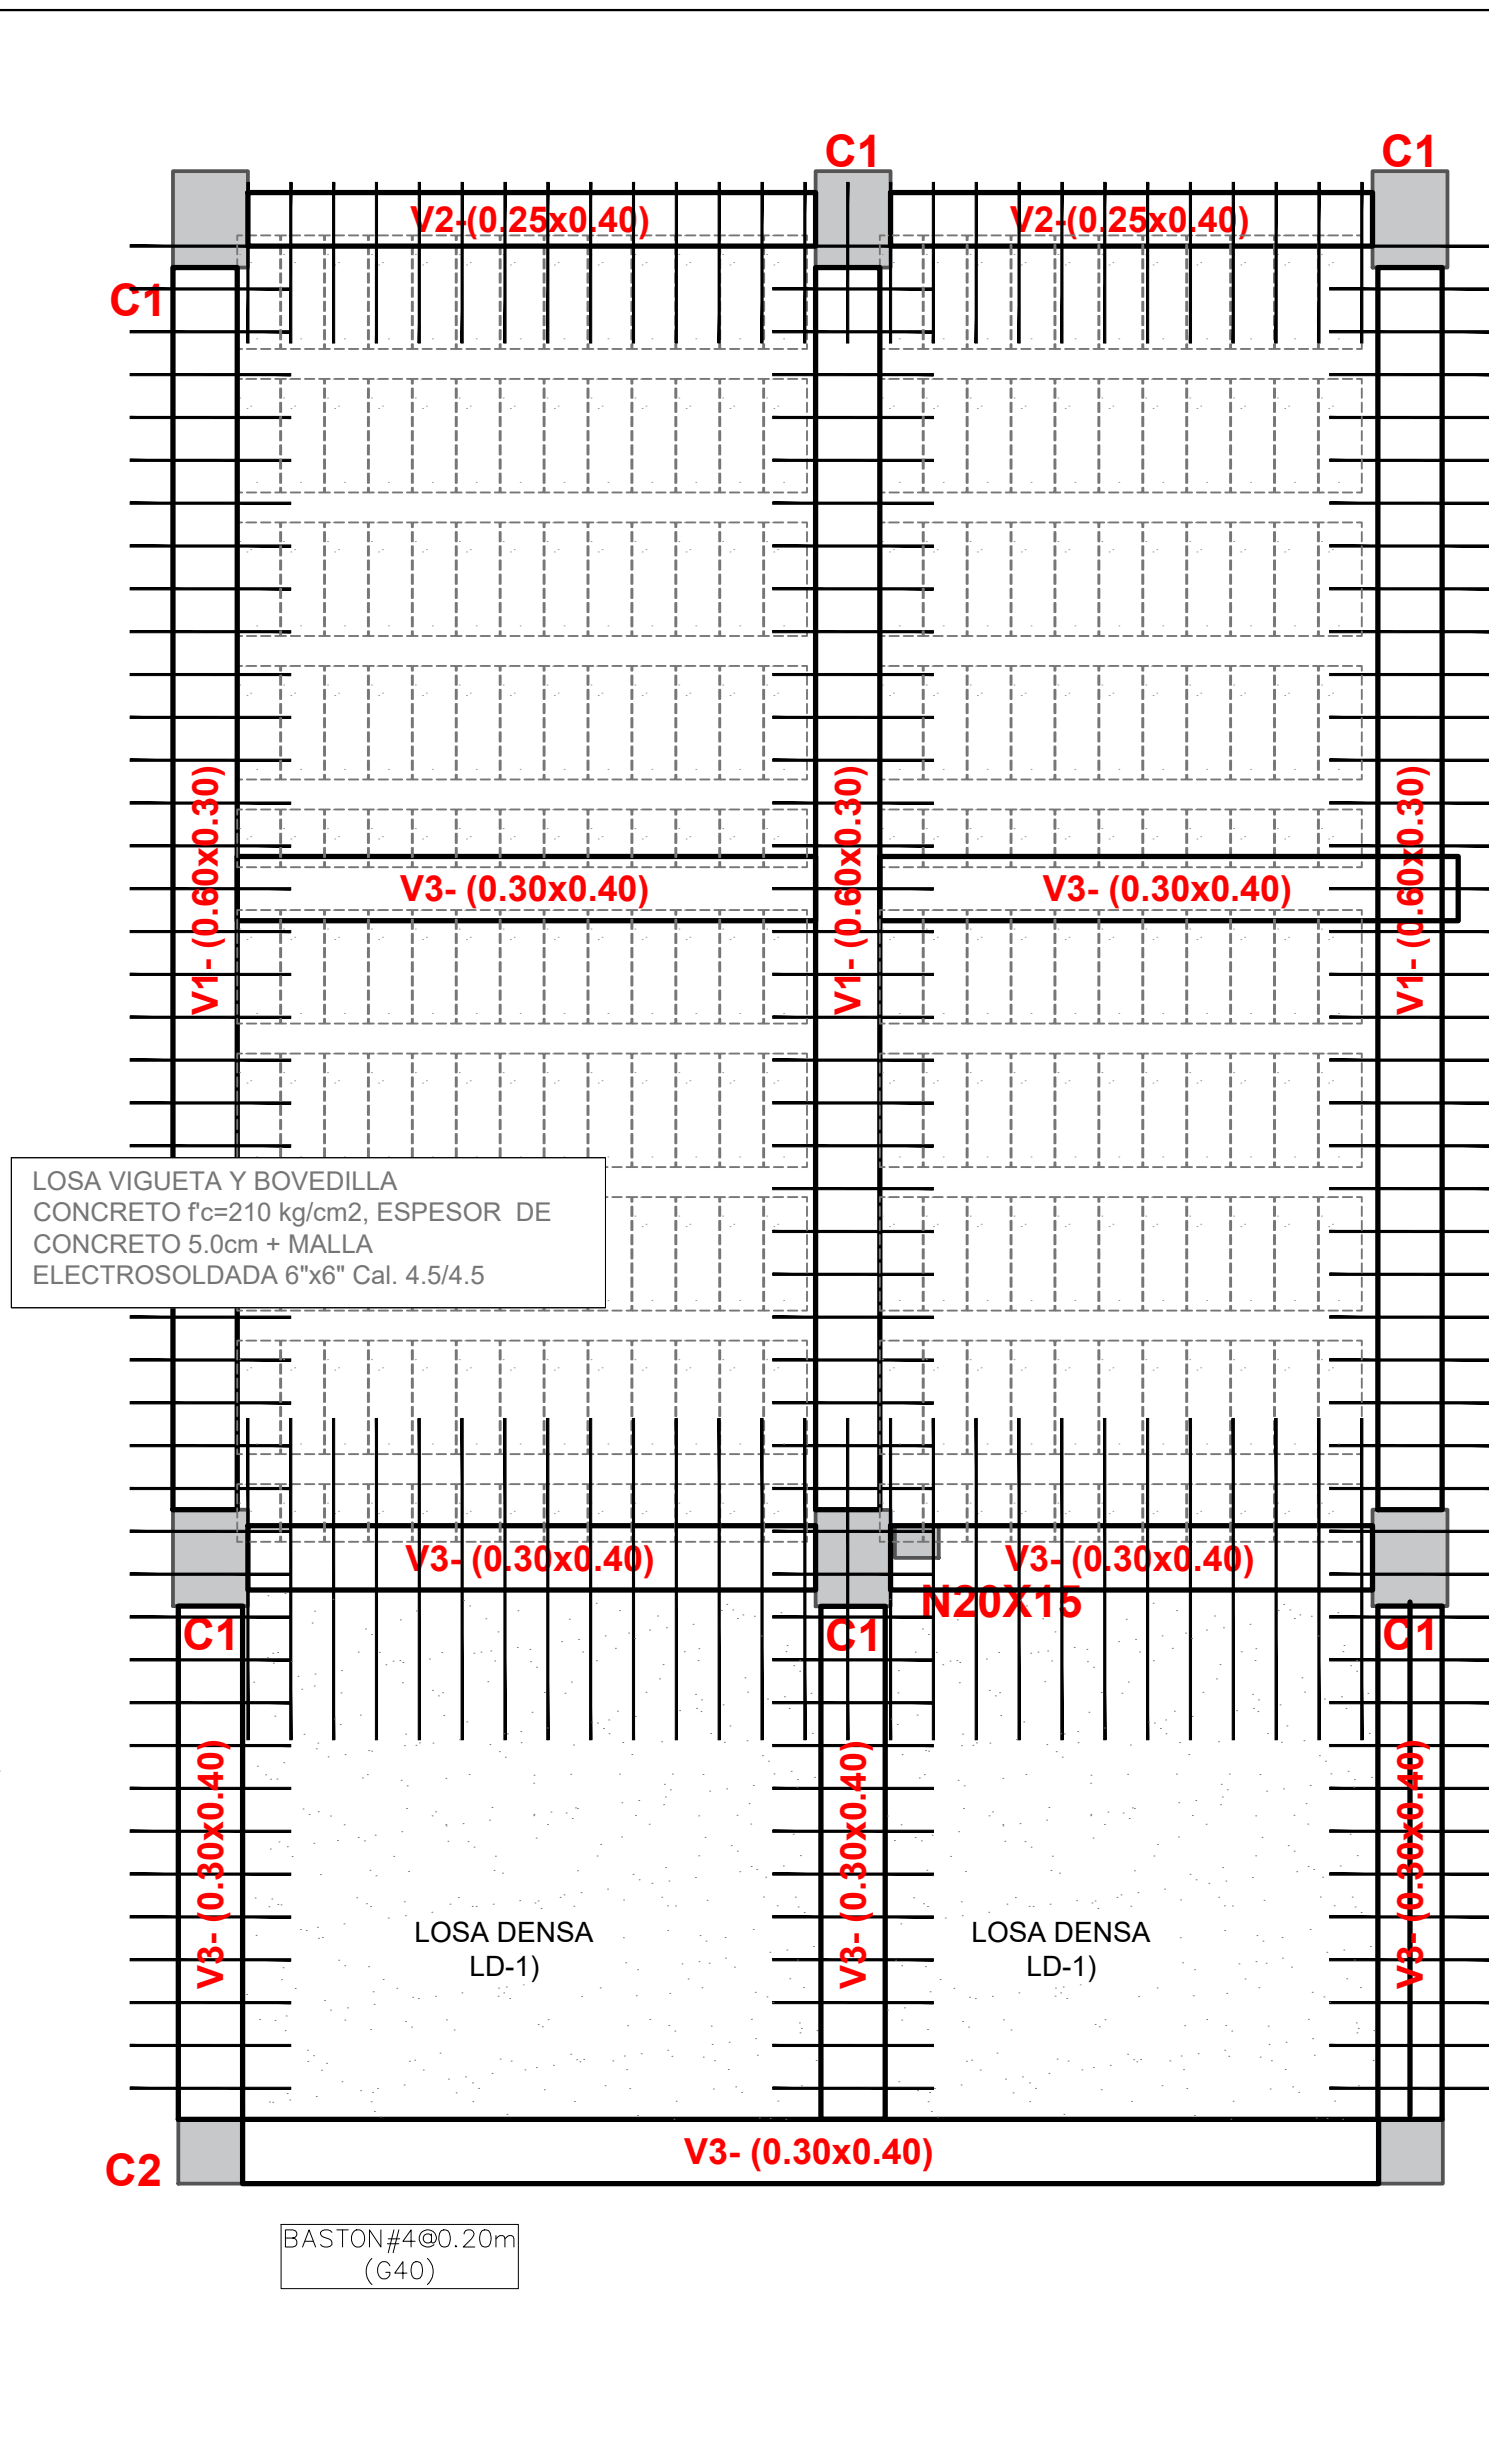 C1
C1
V2-(0.25x0.40)
V2-(0.25x0.40)
C1
V1- (0.60x0.30)
V1- (0.60x0.30)
V1- (0.60x0.30)
V3- (0.30x0.40)
V3- (0.30x0.40)
LOSA VIGUETA Y BOVEDILLA
CONCRETO f'c=210 kg/cm2, ESPESOR DE
CONCRETO 5.0cm + MALLA
ELECTROSOLDADA 6"x6" Cal. 4.5/4.5
V3- (0.30x0.40)
V3- (0.30x0.40)
N20X15
C1
C1
C1
V3- (0.30x0.40)
V3- (0.30x0.40)
V3- (0.30x0.40)
LOSA DENSA
LD-1)
LOSA DENSA
LD-1)
V3- (0.30x0.40)
C2
BASTON#4@0.20m
(G40)